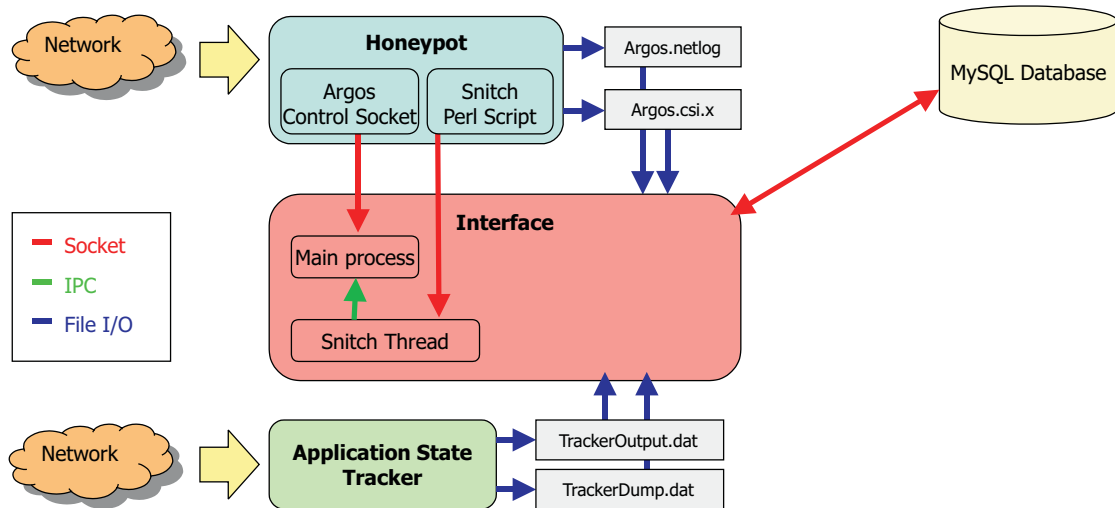 Network
Honeypot
Argos
Control Socket
Snitch
Perl Script
Argos.netlog
Argos.csi.x
MySQL Database
Interface
Main process
Snitch Thread
Socket
IPC
File I/O
Network
Application State
Tracker
TrackerOutput.dat
TrackerDump.dat